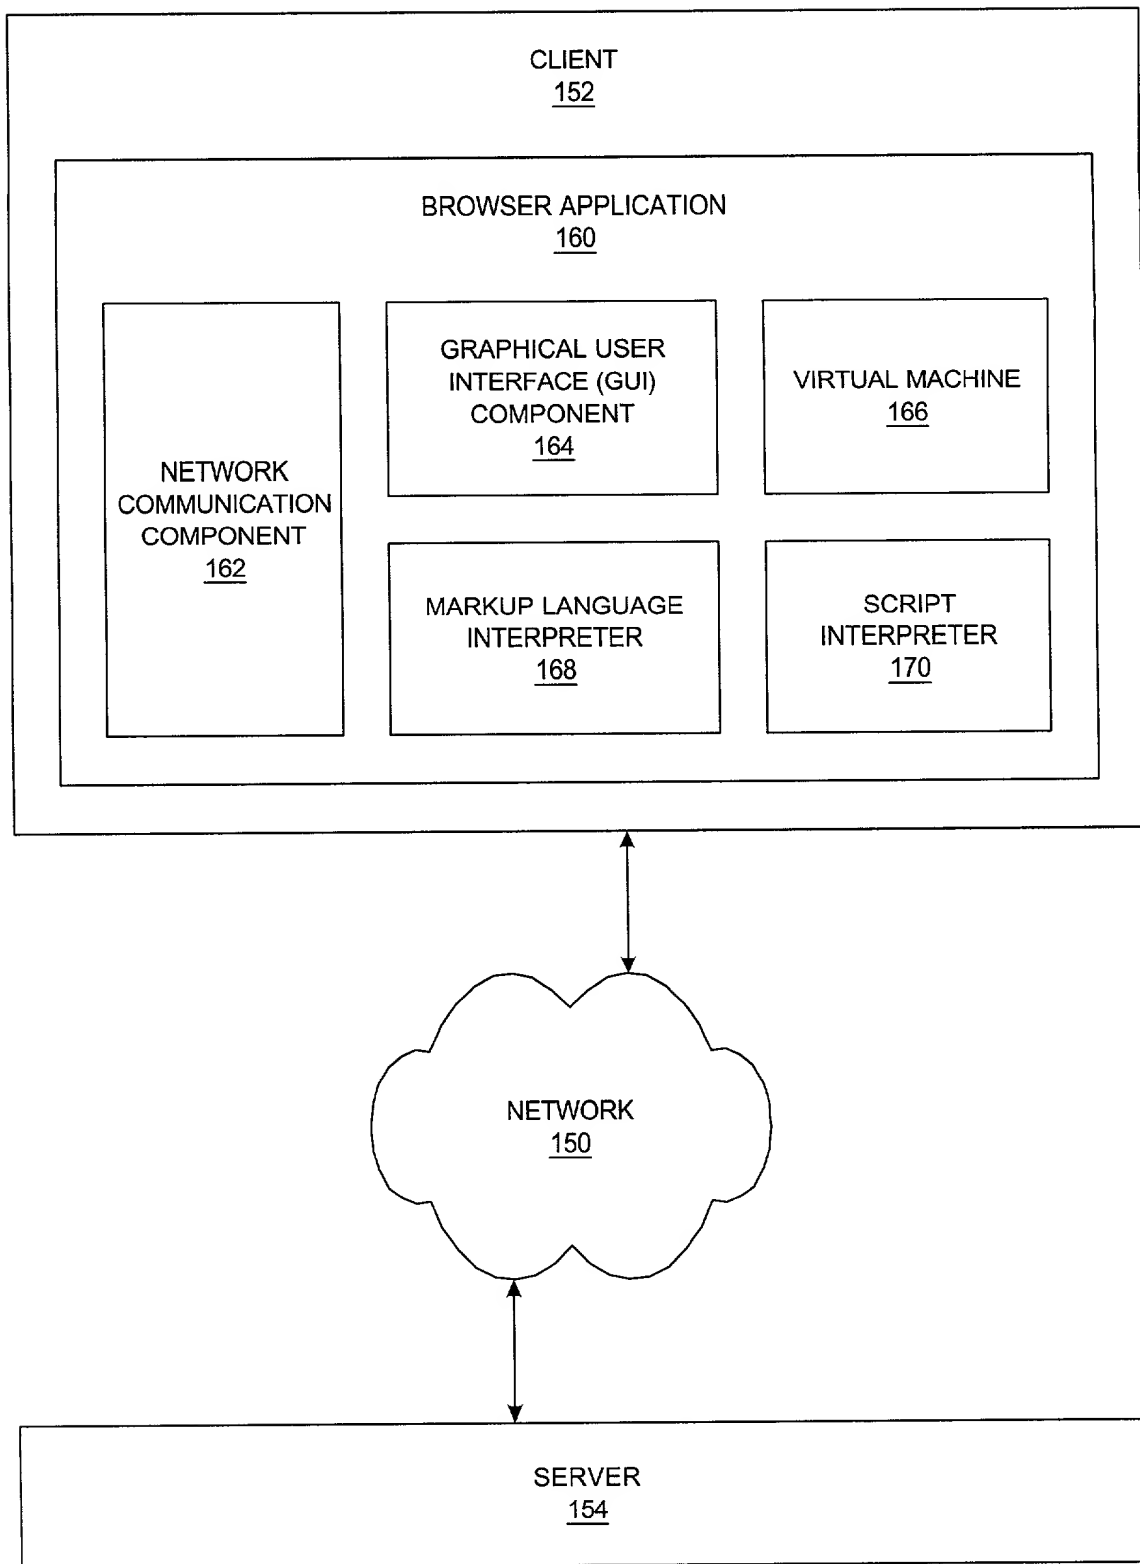 CLIENT
152
BROWSER APPLICATION
160
NETWORK
COMMUNICATION
COMPONENT
162
GRAPHICAL USER
INTERFACE (GUI)
COMPONENT
164
VIRTUAL MACHINE
166
MARKUP LANGUAGE
INTERPRETER
168
SCRIPT
INTERPRETER
170
NETWORK
150
SERVER
154